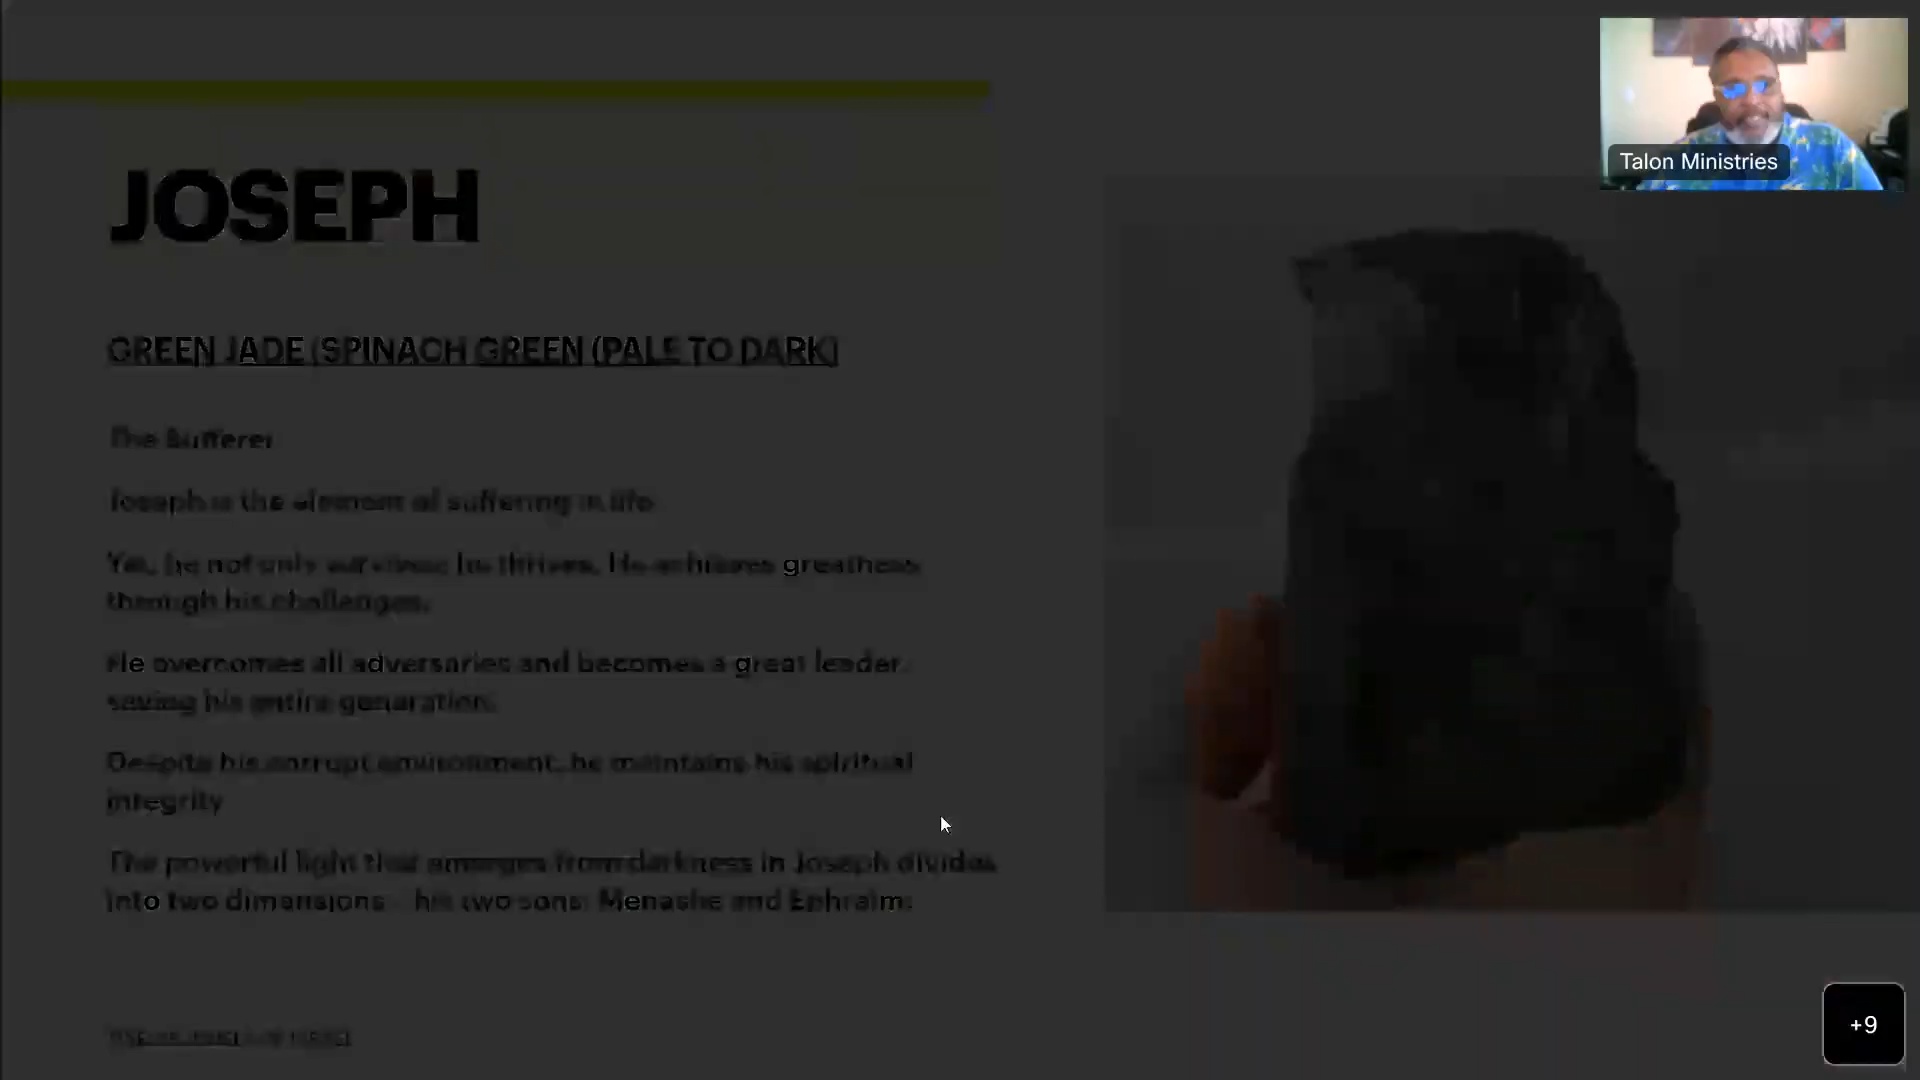 Talon Ministries
JOSEPH
GREEN JADE (SPINACH GREEN (PALE TO DARK)
The Sufferer
Joseph is the element of suffering in life
Yet, he not only survives he thrives. He achieves greatness
through his challenges.
He overcomes all adversaries and becomes a great leader,
saving his entire generation.
Despite his corrupt environment, he maintains his spiritual
integrity
The powerful light that emerges from darkness in Joseph divides
into two dimensions - his two sons: Menashe and Ephraim:
+9